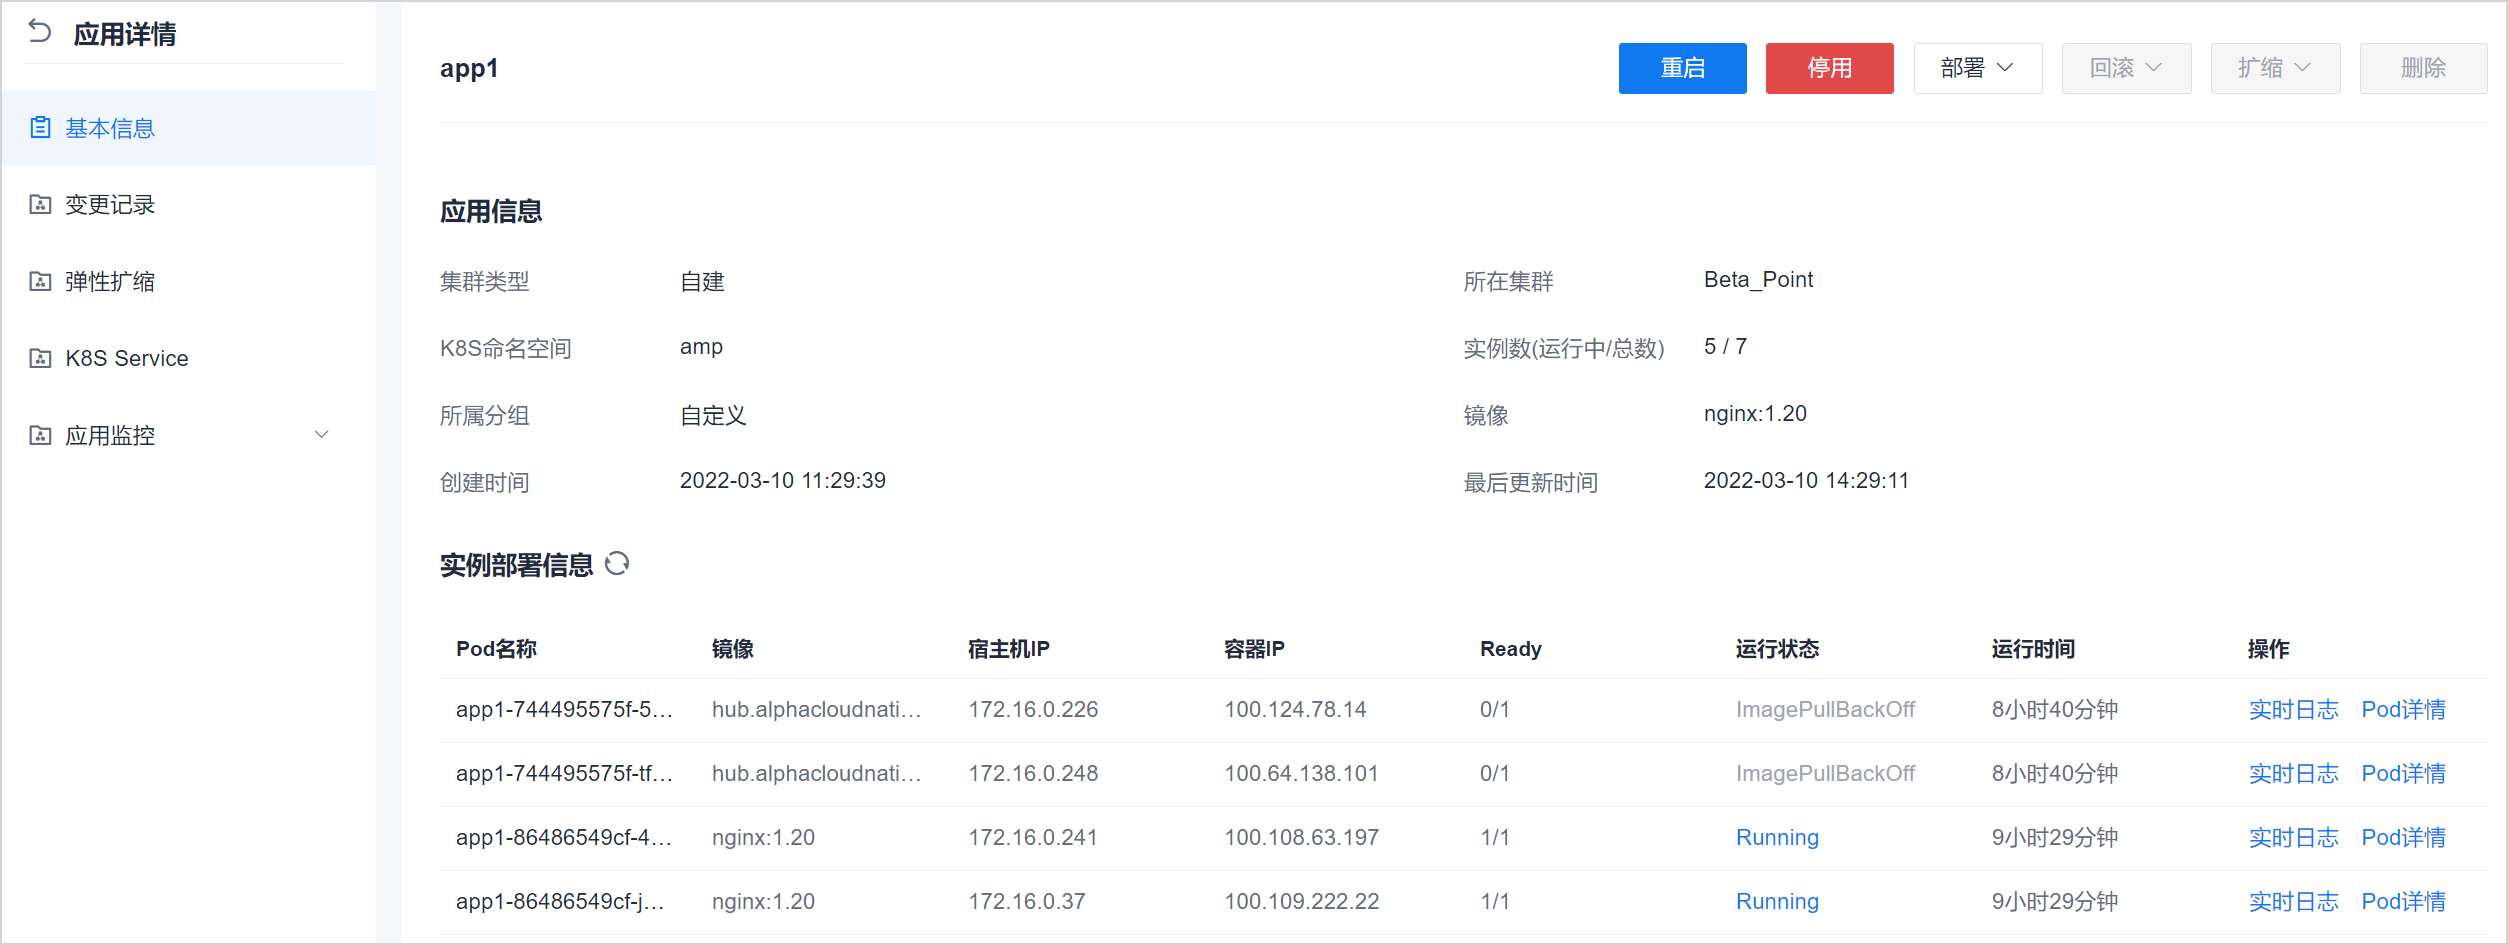 应用详情
基本信息
变更记录
弹性扩缩
K8S Service
应用监控
app1
重启 停用 部署 回滚 扩缩 删除
应用信息
集群类型 自建 所在集群 Beta_Point
K8S命名空间 amp 实例数(运行中/总数) 5 / 7
所属分组 自定义 镜像 nginx:1.20
创建时间 2022-03-10 11:29:39 最后更新时间 2022-03-10 14:29:11
实例部署信息
Pod名称 镜像 宿主机IP 容器IP Ready 运行状态 运行时间 操作
app1-744495575f-5... hub.alphacloudnati... 172.16.0.226 100.124.78.14 0/1 ImagePullBackOff 8小时40分钟 实时日志 Pod详情
app1-744495575f-tf... hub.alphacloudnati... 172.16.0.248 100.64.138.101 0/1 ImagePullBackOff 8小时40分钟 实时日志 Pod详情
app1-86486549cf-4... nginx:1.20 172.16.0.241 100.108.63.197 1/1 Running 9小时29分钟 实时日志 Pod详情
app1-86486549cf-j... nginx:1.20 172.16.0.37 100.109.222.22 1/1 Running 9小时29分钟 实时日志 Pod详情